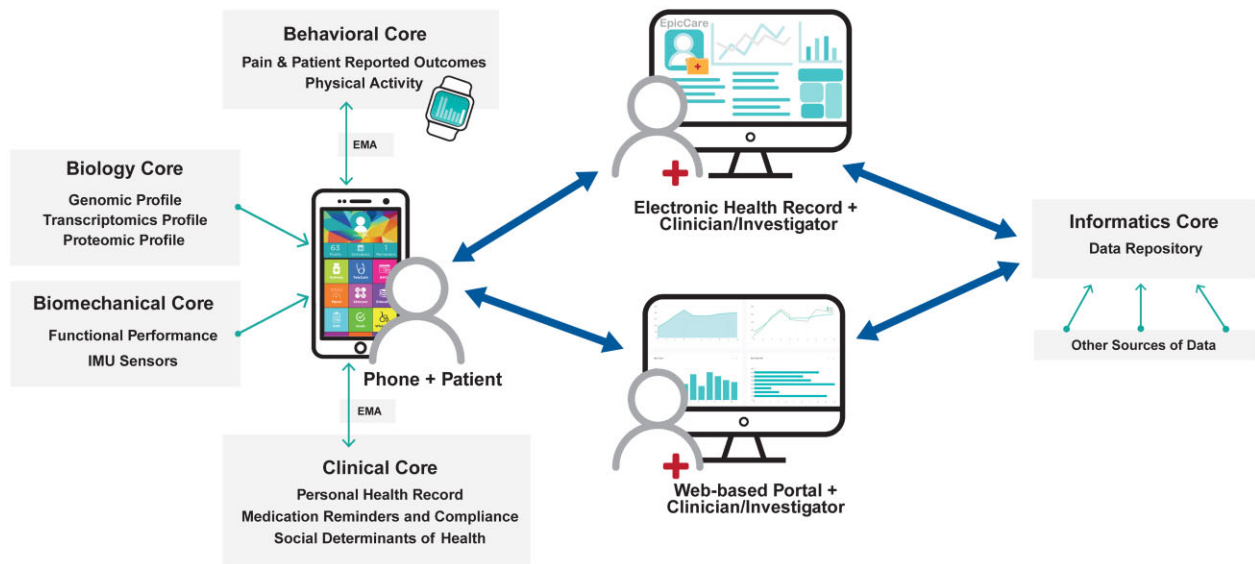 Behavioral Core
Pain & Patient Reported Outcomes
Physical Activity
EMA
Biology Core
Genomic Profile
Transcriptomics Profile
Proteomic Profile
Biomechanical Core
Functional Performance
IMU Sensors
63
1
Phone + Patient
EMA
Clinical Core
Personal Health Record
Medication Reminders and Compliance
Social Determinants of Health
EpicCare
Electronic Health Record +
Clinician/Investigator
Web-based Portal +
Clinician/Investigator
Informatics Core
Data Repository
Other Sources of Data